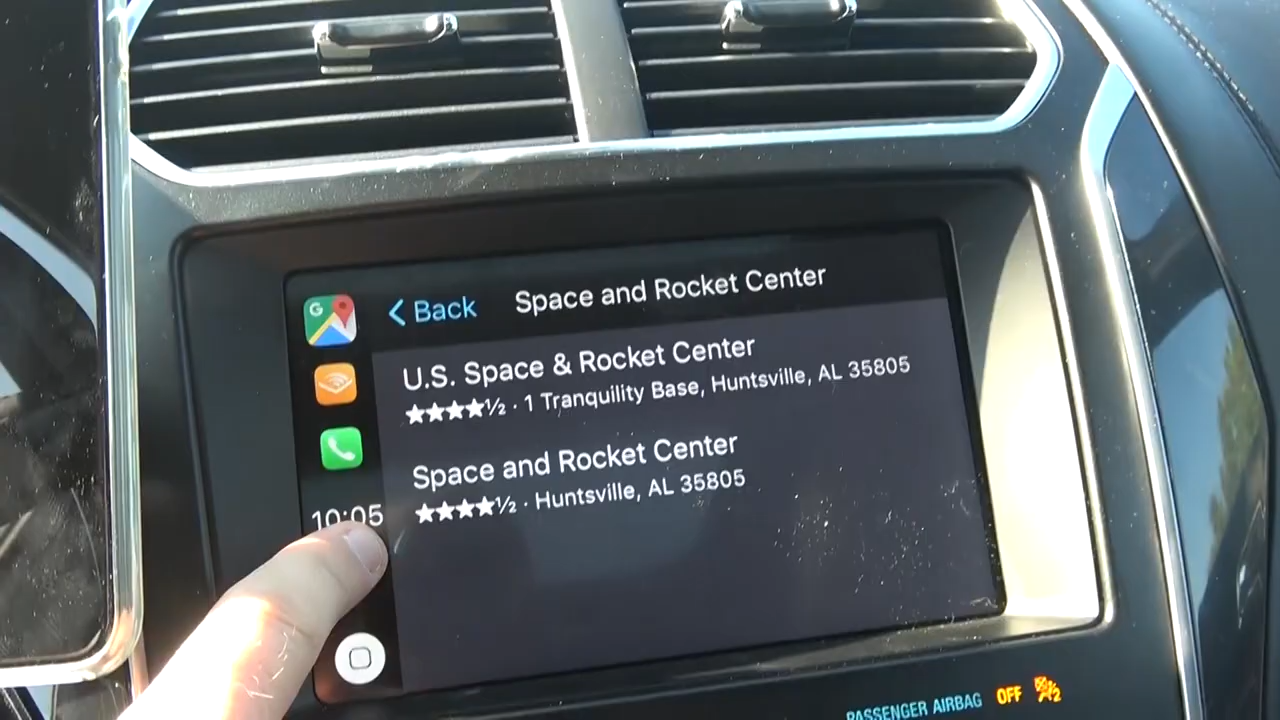 G
Back
Space and Rocket Center
U.S. Space & Rocket Center
★★★★½ · 1 Tranquility Base, Huntsville, AL 35805
Space and Rocket Center
★★★★½ · Huntsville, AL 35805
10:05
PASSENGER AIRBAG OFF